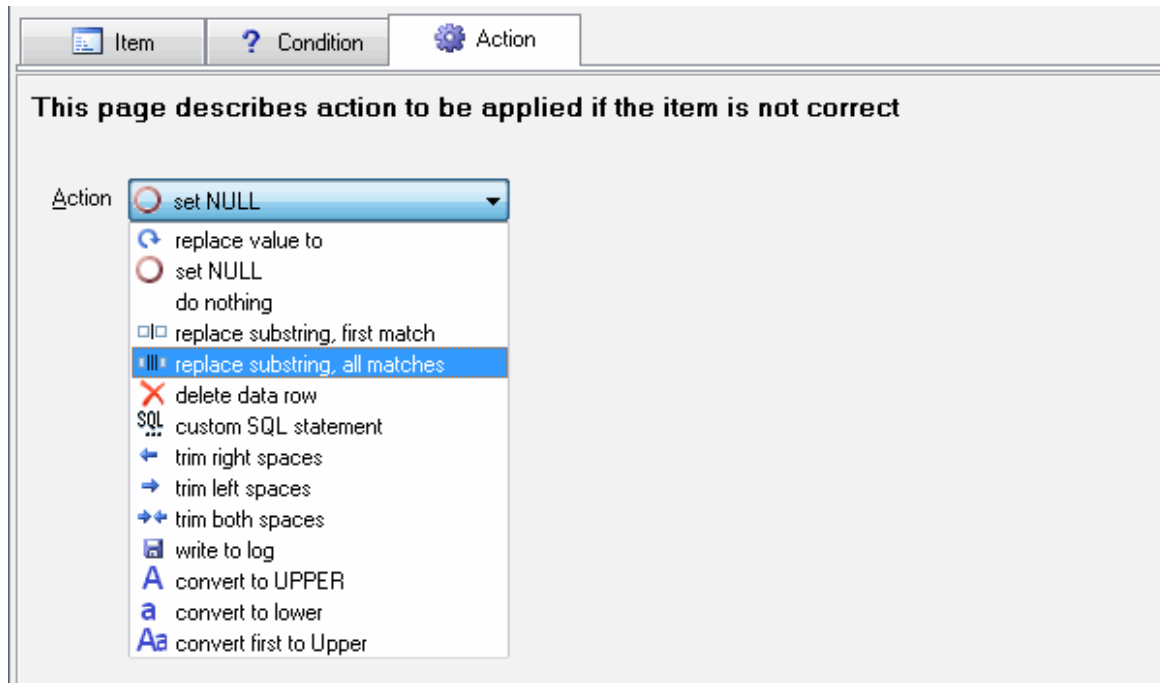 Item
? Condition
Action
This page describes action to be applied if the item is not correct
Action
set NULL
replace value to
set NULL
do nothing
replace substring, first match
replace substring, all matches
delete data row
SQL custom SQL statement
trim right spaces
trim left spaces
trim both spaces
write to log
A convert to UPPER
a convert to lower
Aa convert first to Upper